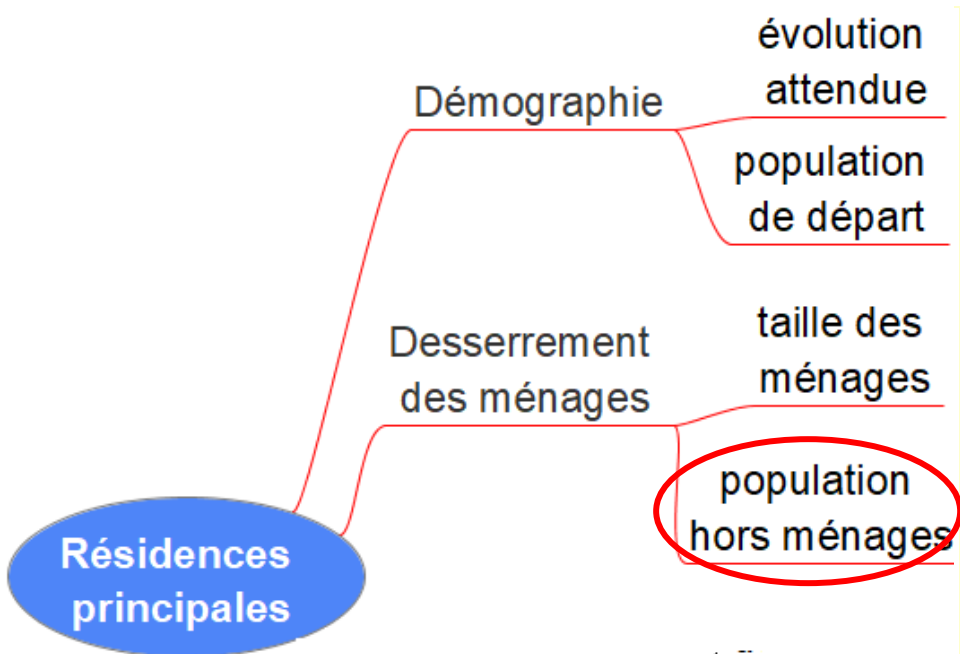 évolution
attendue
Démographie
population
de départ
taille des
ménages
Desserrement
des ménages
population
hors ménages
Résidences
principales